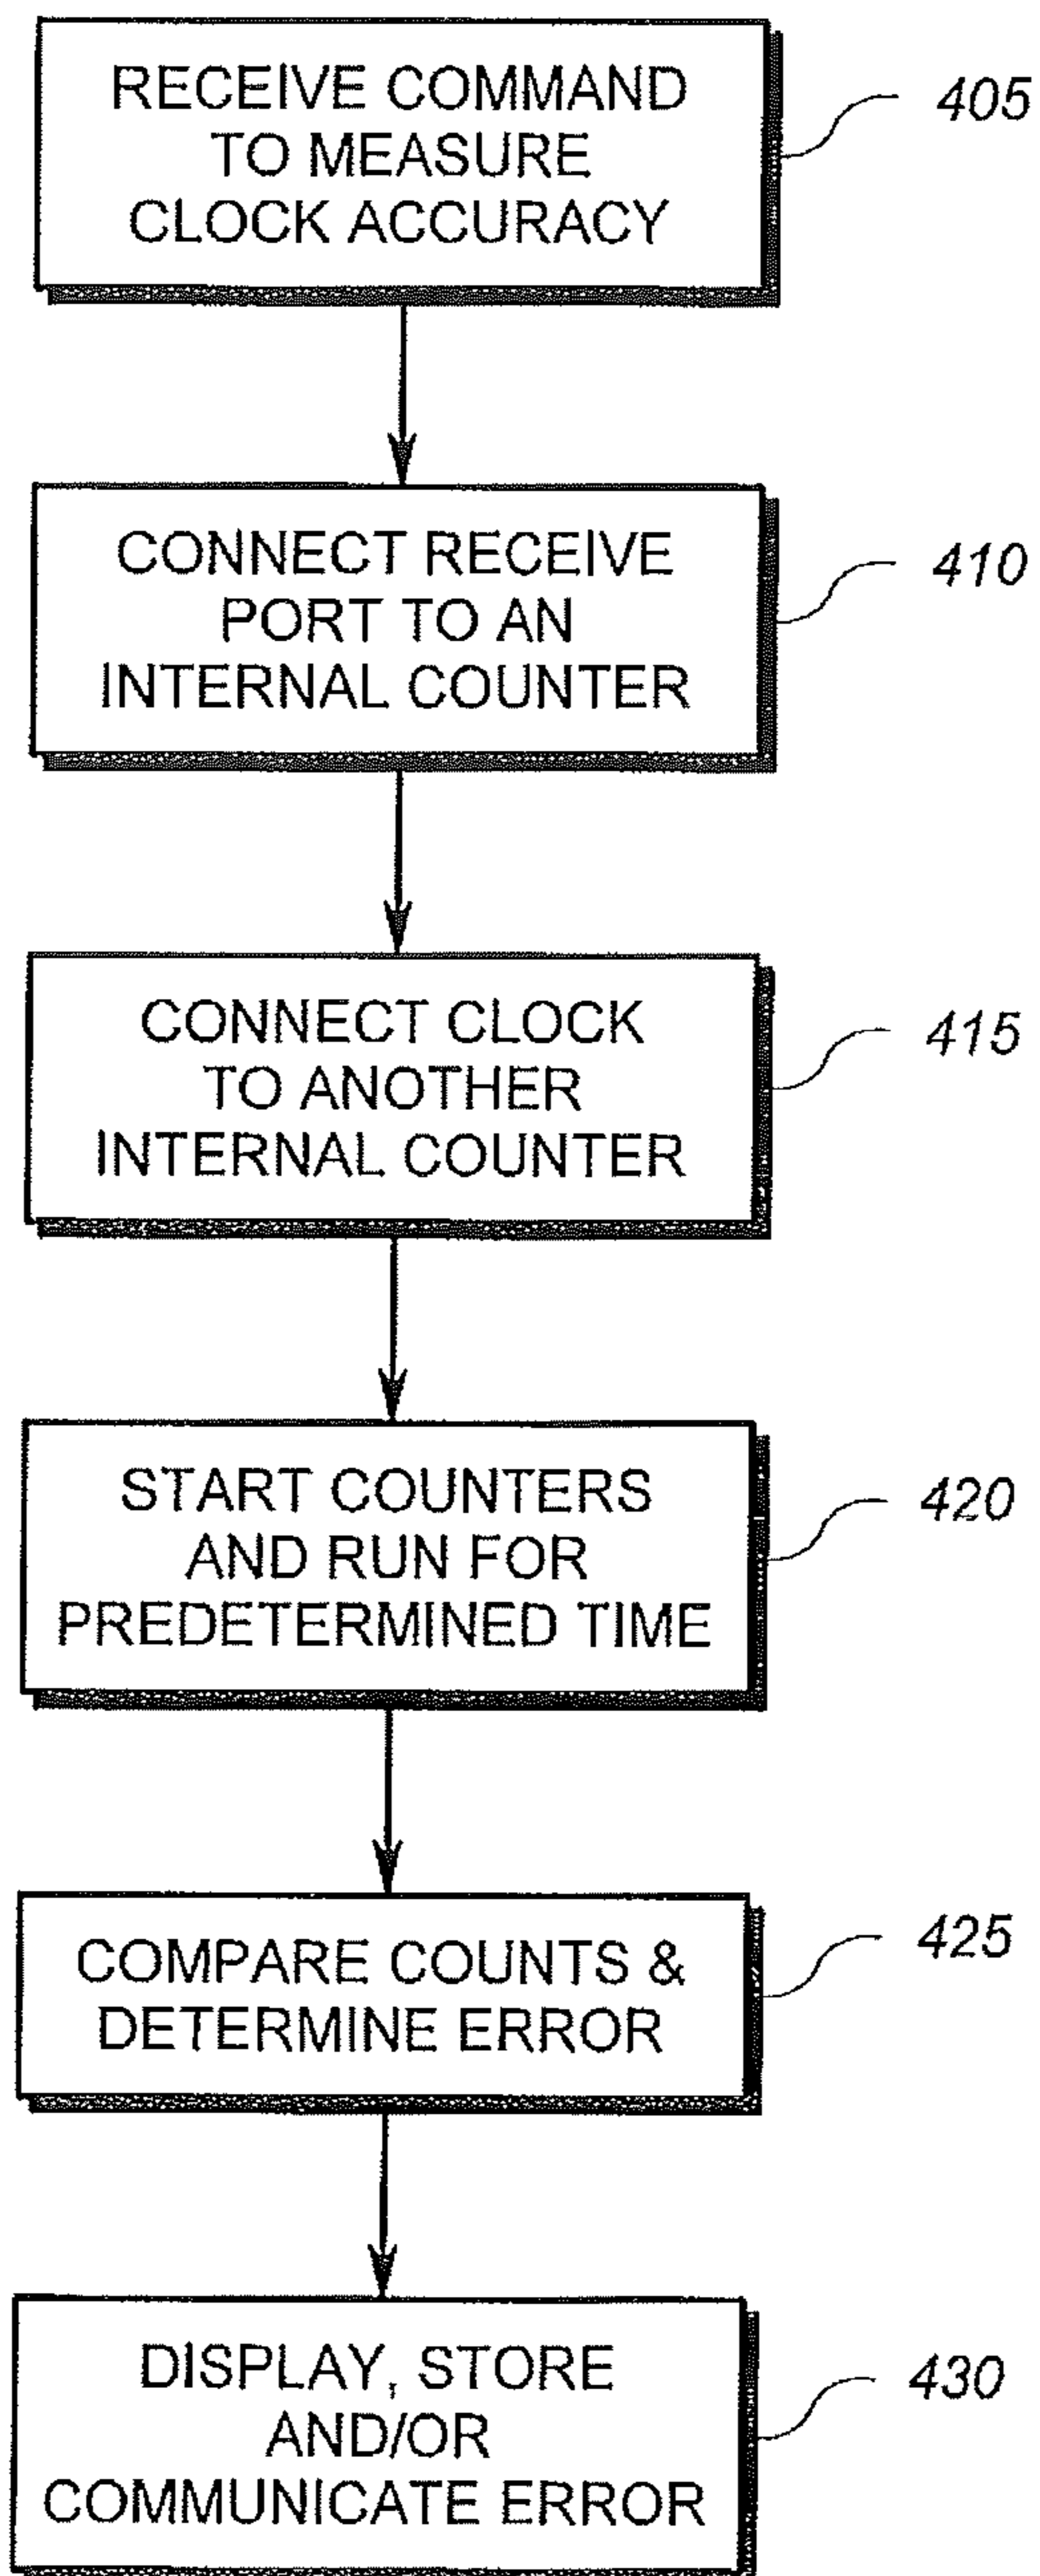 RECEIVE COMMAND
TO MEASURE
CLOCK ACCURACY
405
CONNECT RECEIVE
PORT TO AN
INTERNAL COUNTER
410
CONNECT CLOCK
TO ANOTHER
INTERNAL COUNTER
415
START COUNTERS
AND RUN FOR
PREDETERMINED TIME
420
COMPARE COUNTS &
DETERMINE ERROR
425
DISPLAY, STORE
AND/OR
COMMUNICATE ERROR
430